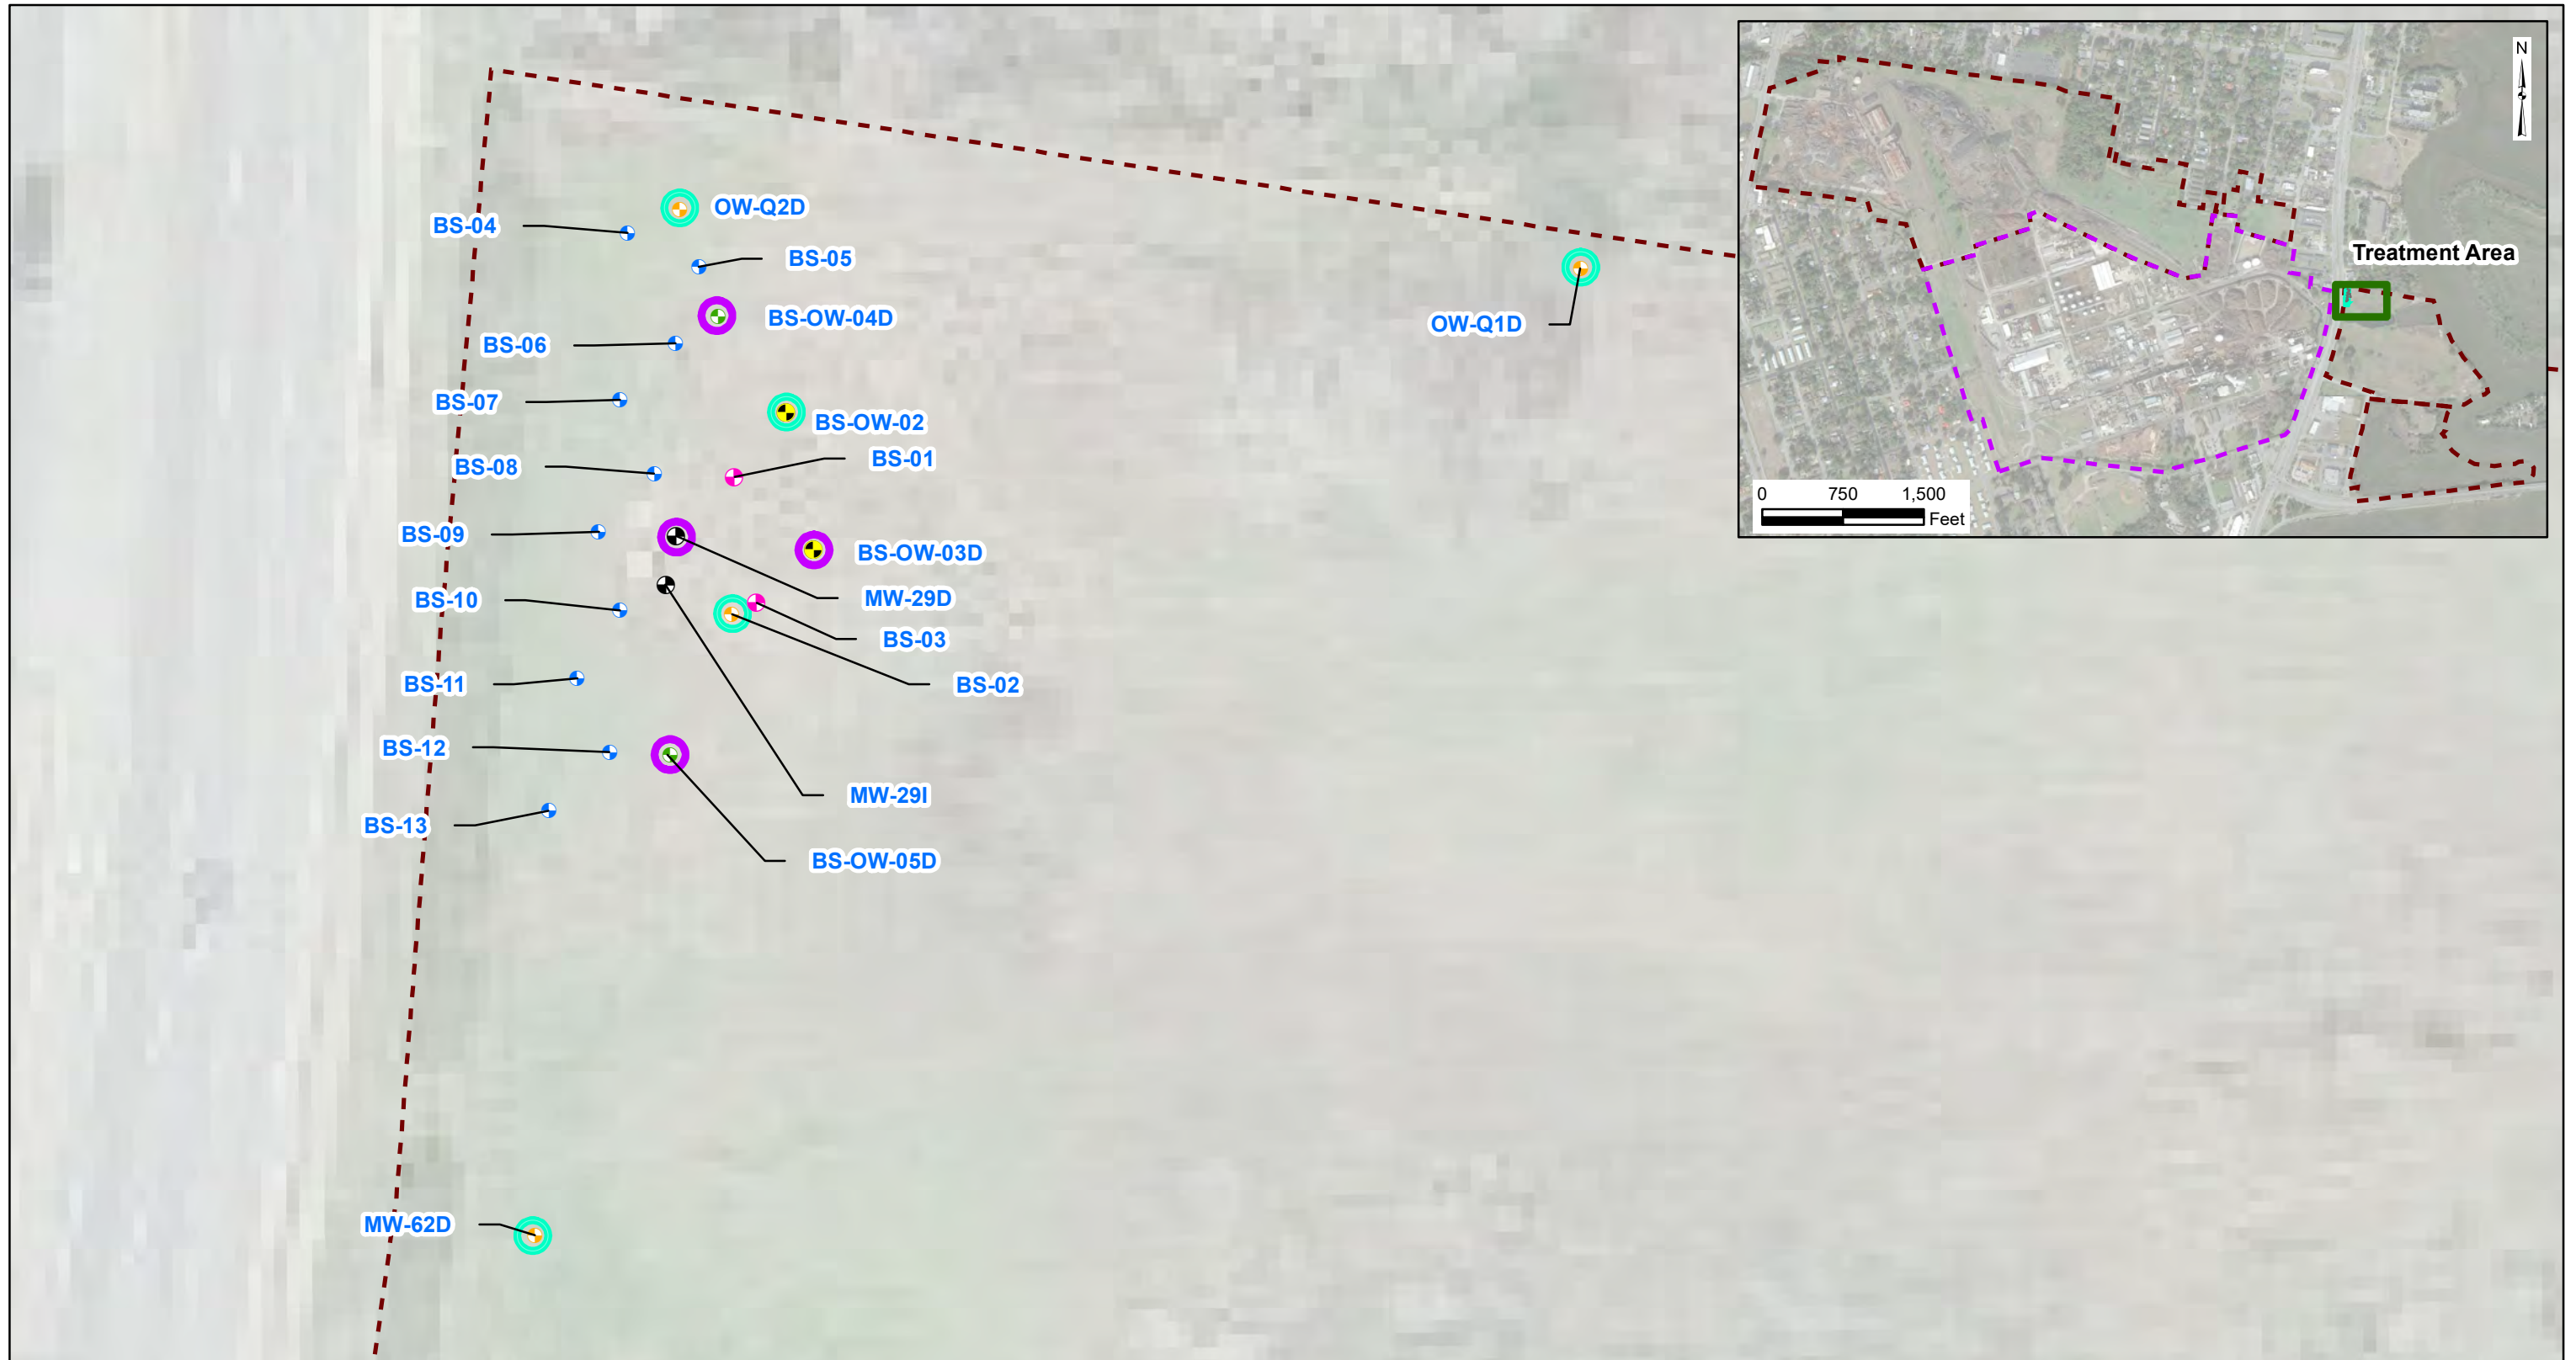 N
OW-Q2D
BS-04
BS-05
Treatment Area
BS-OW-04D
OW-Q1D
BS-06
BS-07
BS-OW-02
BS-01
BS-08
0 750 1,500
Feet
BS-09
BS-OW-03D
MW-29D
BS-10
BS-03
BS-11
BS-02
BS-12
MW-29I
BS-13
BS-OW-05D
MW-62D